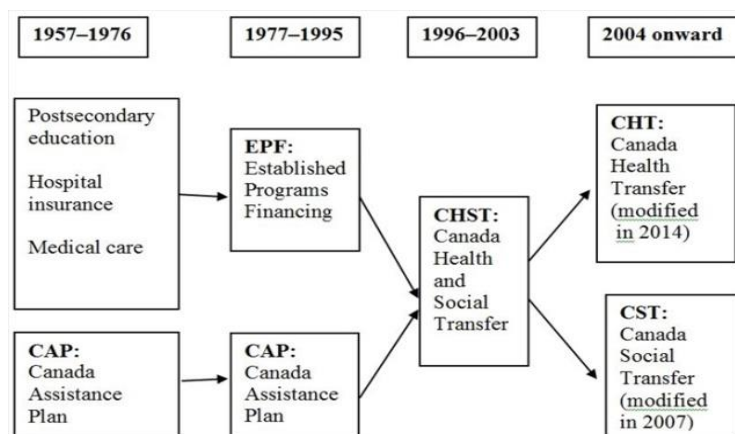 1957–1976
1977–1995
1996–2003
2004 onward
Postsecondary
education
Hospital
insurance
Medical care
EPF:
Established
Programs
Financing
CHST:
Canada
Health
and
Social
Transfer
CHT:
Canada
Health
Transfer
(modified
in 2014)
CAP:
Canada
Assistance
Plan
CAP:
Canada
Assistance
Plan
CST:
Canada
Social
Transfer
(modified
in 2007)